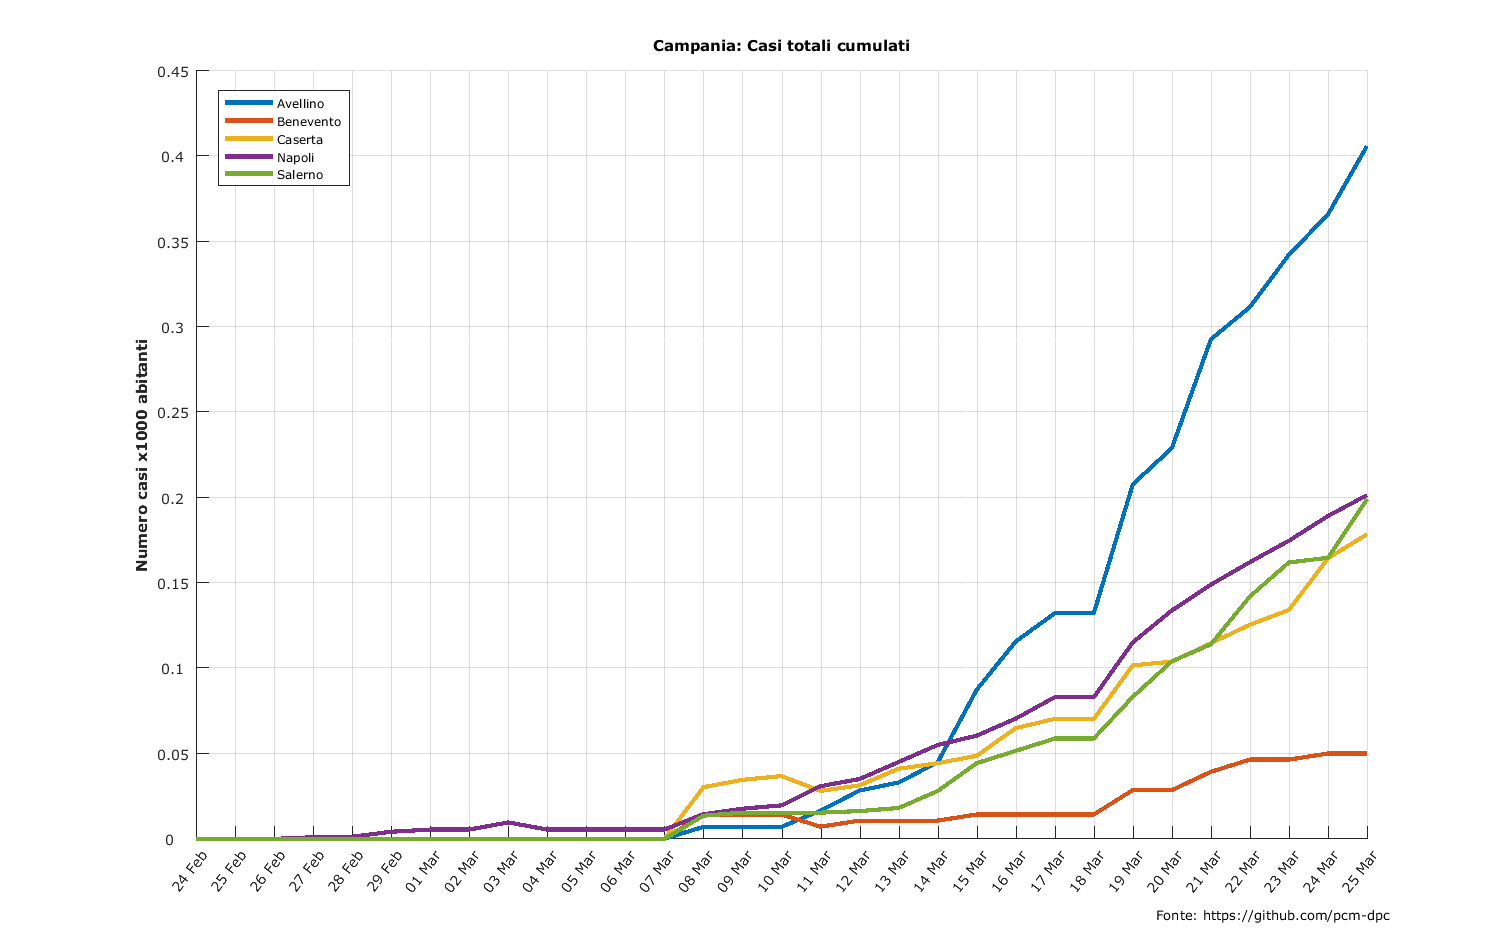 Campania: Casi totali cumulati
Numero casi x1000 abitanti
0.45
0.4
0.35
0.3
0.25
0.2
0.15
0.1
0.05
0
Avellino
Benevento
Caserta
Napoli
Salerno
24 Feb
25 Feb
26 Feb
27 Feb
28 Feb
29 Feb
01 Mar
02 Mar
03 Mar
04 Mar
05 Mar
06 Mar
07 Mar
08 Mar
09 Mar
10 Mar
11 Mar
12 Mar
13 Mar
14 Mar
15 Mar
16 Mar
17 Mar
18 Mar
19 Mar
20 Mar
21 Mar
22 Mar
23 Mar
24 Mar
25 Mar
Fonte: https://github.com/pcm-dpc